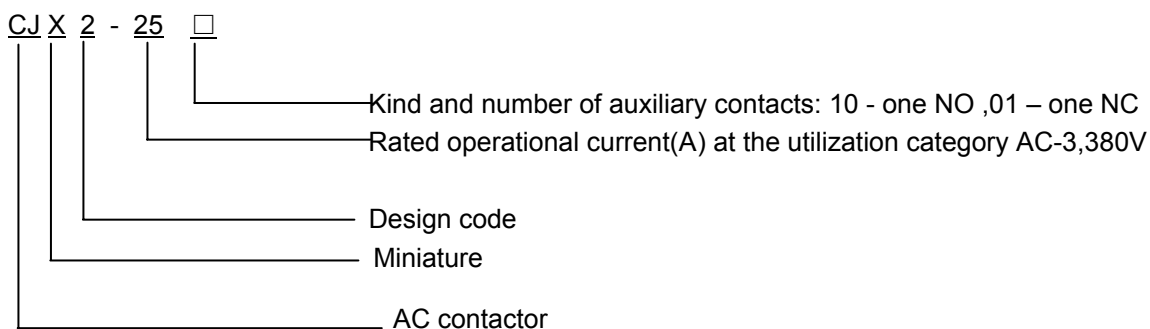 CJ X 2 - 25 □
Kind and number of auxiliary contacts: 10 - one NO ,01 – one NC
Rated operational current(A) at the utilization category AC-3,380V
Design code
Miniature
AC contactor